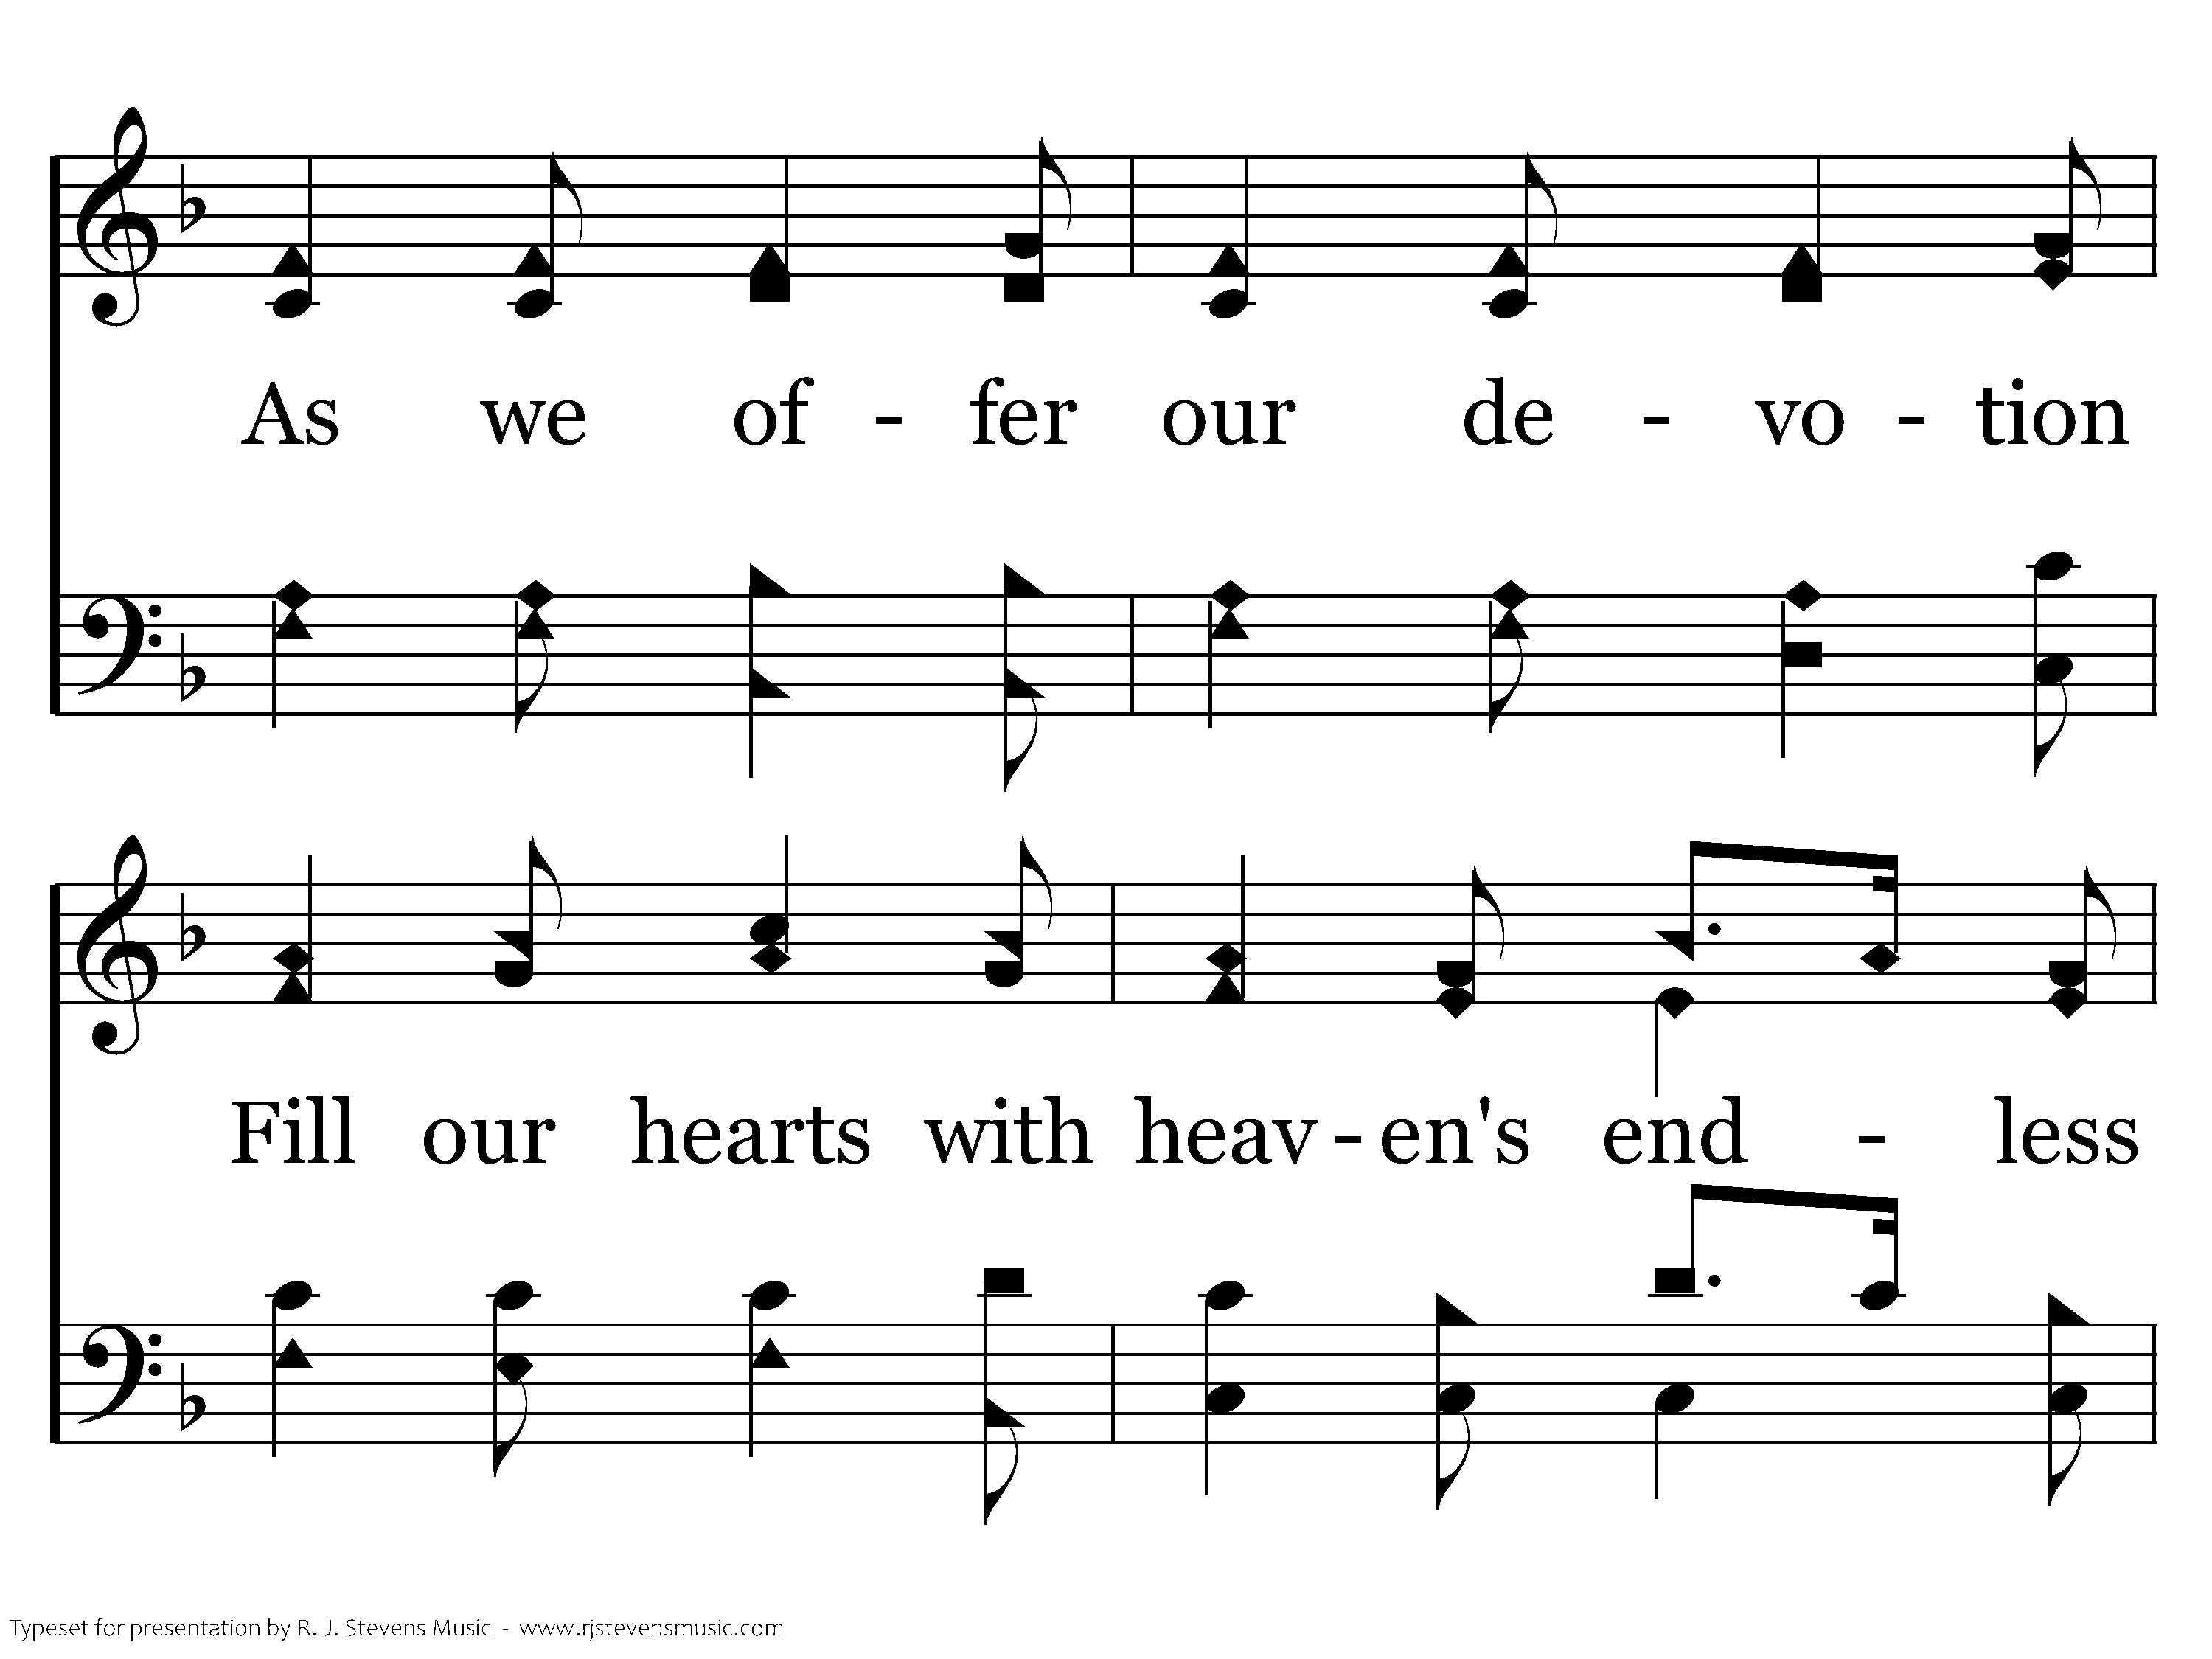 As we of - fer our de - vo - tion
Fill our hearts with heav - en's end - less
Typeset for presentation by R. J. Stevens Music - www.rjstevensmusic.com